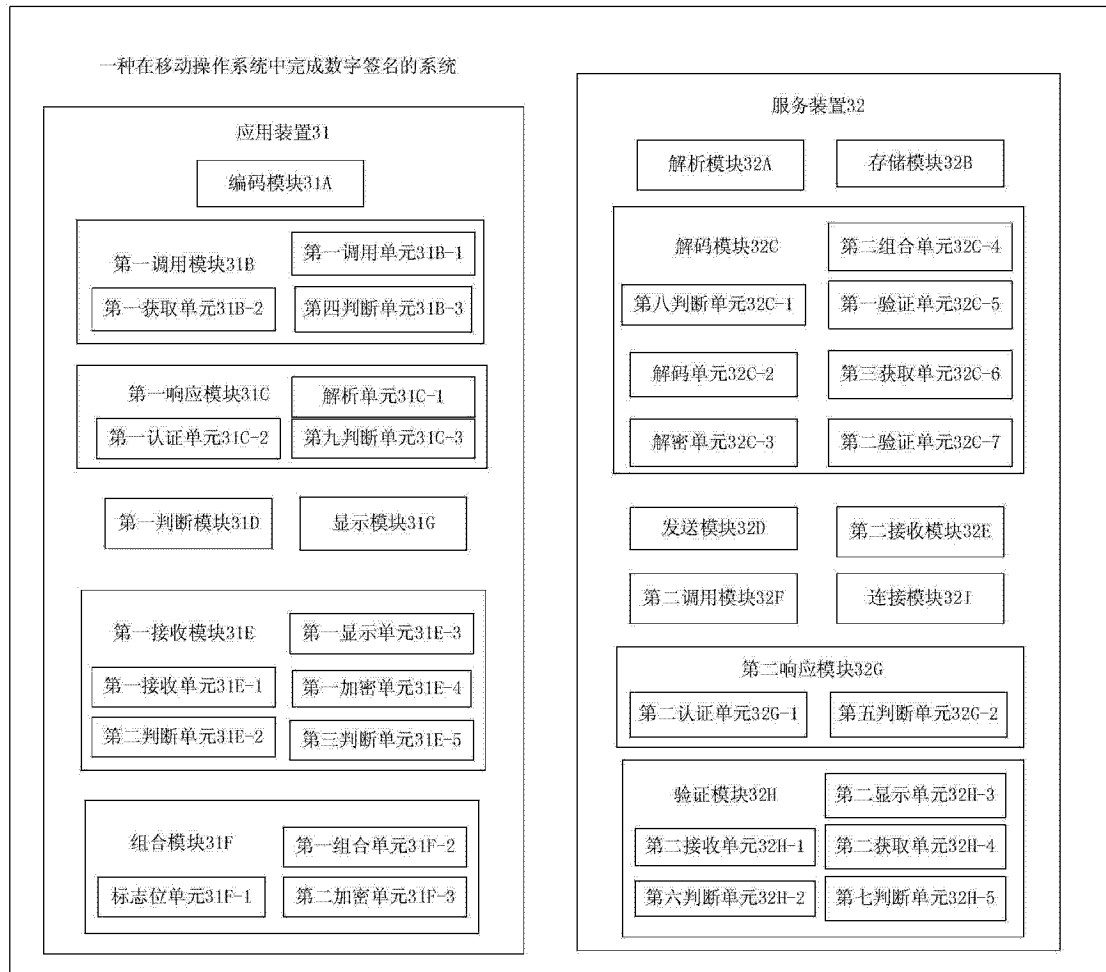 一种在移动操作系统中完成数字签名的系统
应用装置31
编码模块31A
第一调用模块31B
第一调用单元31B-1
第一获取单元31B-2
第四判断单元31B-3
第一响应模块31C
解析单元31C-1
第一认证单元31C-2
第九判断单元31C-3
第一判断模块31D
显示模块31G
第一接收模块31E
第一显示单元31E-3
第一接收单元31E-1
第一加密单元31E-4
第二判断单元31E-2
第三判断单元31E-5
组合模块31F
第一组合单元31F-2
标志位单元31F-1
第二加密单元31F-3
服务装置32
解析模块32A
存储模块32B
解码模块32C
第二组合单元32C-4
第八判断单元32C-1
第一验证单元32C-5
解码单元32C-2
第三获取单元32C-6
解密单元32C-3
第二验证单元32C-7
发送模块32D
第二接收模块32E
第二调用模块32F
连接模块32I
第二响应模块32G
第二认证单元32G-1
第五判断单元32G-2
验证模块32H
第二显示单元32H-3
第二接收单元32H-1
第二获取单元32H-4
第六判断单元32H-2
第七判断单元32H-5